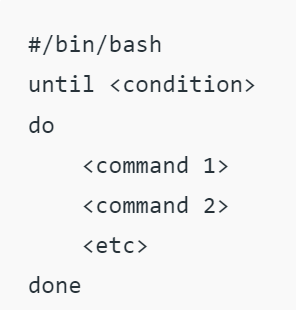 #/bin/bash
until <condition>
do
    <command 1>
    <command 2>
    <etc>
done